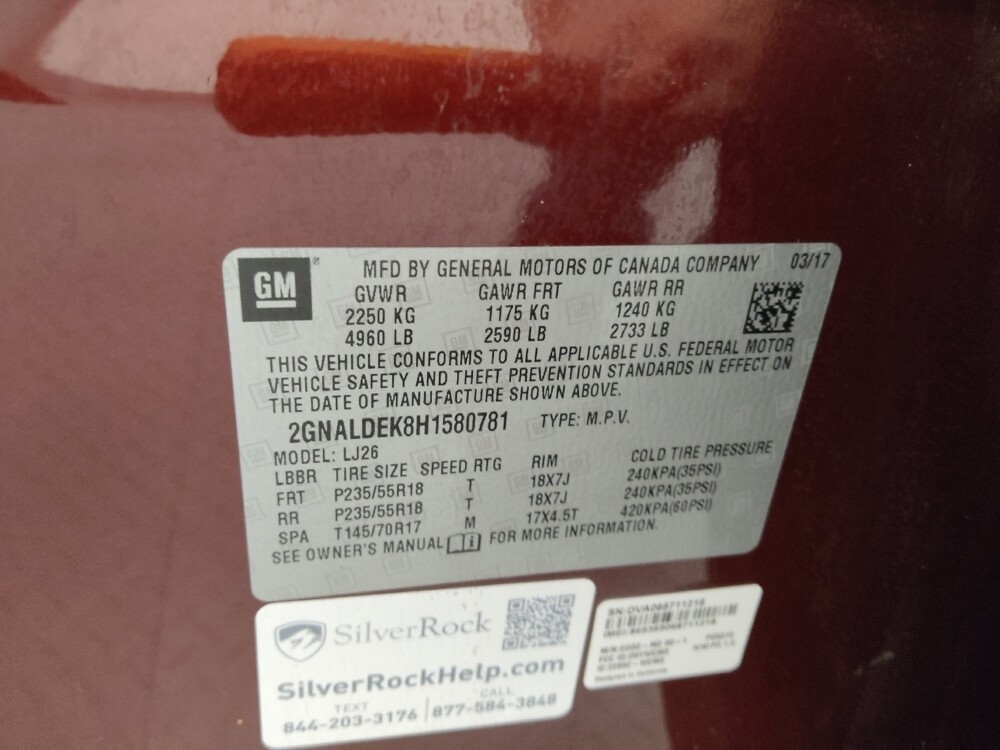 GM
MFD BY GENERAL MOTORS OF CANADA COMPANY 03/17
GVWR GAWR FRT GAWR RR
2250 KG 1175 KG 1240 KG
4960 LB 2590 LB 2733 LB
THIS VEHICLE CONFORMS TO ALL APPLICABLE U.S. FEDERAL MOTOR
VEHICLE SAFETY AND THEFT PREVENTION STANDARDS IN EFFECT ON
THE DATE OF MANUFACTURE SHOWN ABOVE.
2GNALDEK8H1580781 TYPE: M.P.V.
MODEL: LJ26
LBBR TIRE SIZE SPEED RTG RIM COLD TIRE PRESSURE
FRT P235/55R18 T 18X7J 240KPA(35PSI)
RR P235/55R18 T 18X7J 240KPA(35PSI)
SPA T145/70R17 M 17X4.5T 420KPA(60PSI)
SEE OWNER'S MANUAL FOR MORE INFORMATION.
SilverRock
SilverRockHelp.com
TEXT CALL
844-203-3176 877-584-3848
SN:
IMEI: